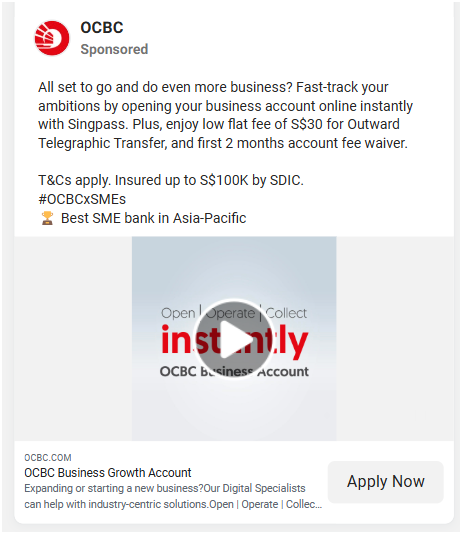 OCBC
Sponsored
All set to go and do even more business? Fast-track your
ambitions by opening your business account online instantly
with Singpass. Plus, enjoy low flat fee of S$30 for Outward
Telegraphic Transfer, and first 2 months account fee waiver.
T&Cs apply. Insured up to S$100K by SDIC.
#OCBCxSMEs
🏆 Best SME bank in Asia-Pacific
Open | Operate | Collect
instantly
OCBC Business Account
OCBC.COM
OCBC Business Growth Account
Expanding or starting a new business?Our Digital Specialists
can help with industry-centric solutions.Open | Operate | Collec...
Apply Now